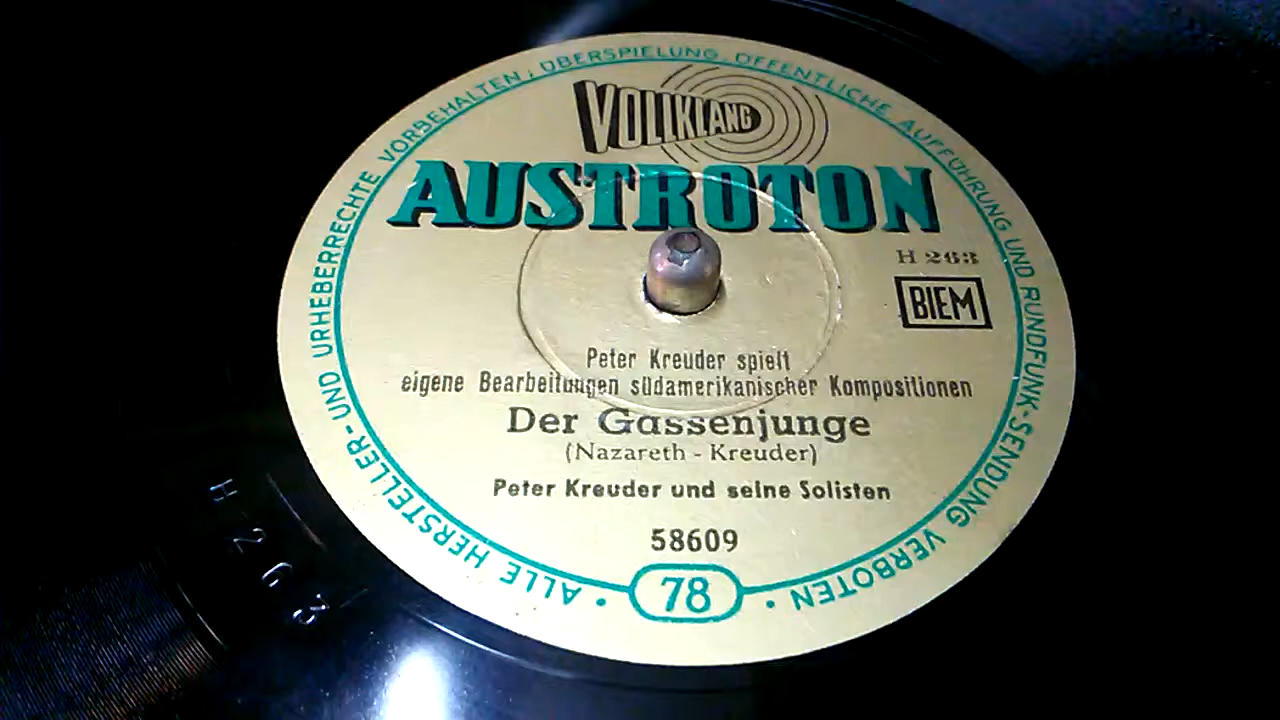 ALLE HERSTELLER- UND URHEBERRECHTE VORBEHALTEN, ÜBERSPIELUNG, ÖFFENTLICHE AUFFÜHRUNG UND RUNDFUNK-SENDUNG VERBOTEN
VOLLKLANG
AUSTROTON
H 263
BIEM
Peter Kreuder spielt
eigene Bearbeitungen südamerikanischer Kompositionen
Der Gassenjunge
(Nazareth - Kreuder)
Peter Kreuder und seine Solisten
58609
78
H 263